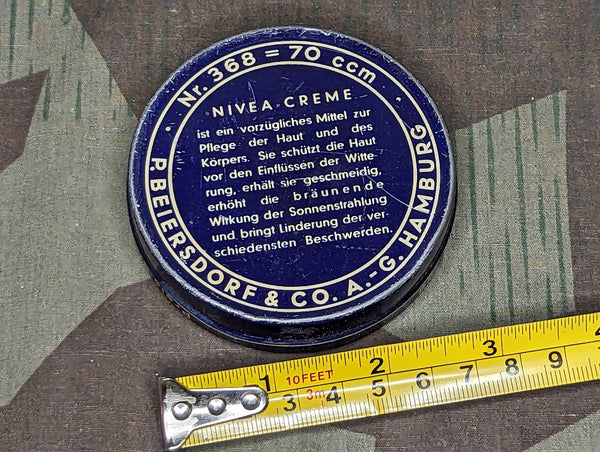 Nr. 368 = 70 ccm
NIVEA-CREME
ist ein vorzügliches Mittel zur
Pflege der Haut und des
Körpers. Sie schützt die Haut
vor den Einflüssen der Witte-
rung, erhält sie geschmeidig,
erhöht die bräunende
Wirkung der Sonnenstrahlung
und bringt Linderung der ver-
schiedensten Beschwerden.
P. BEIERSDORF & CO. A.-G. HAMBURG
1 10FEET 2 3
3m 3 4 5 6 7 8 9